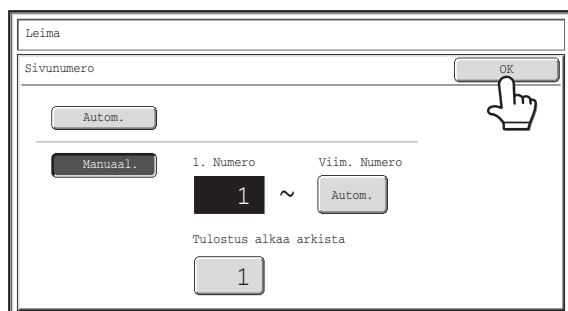 Leima
Sivunumero OK
Autom.
Manuaal. 1. Numero Viim. Numero
1 ~ Autom.
Tulostus alkaa arkista
1